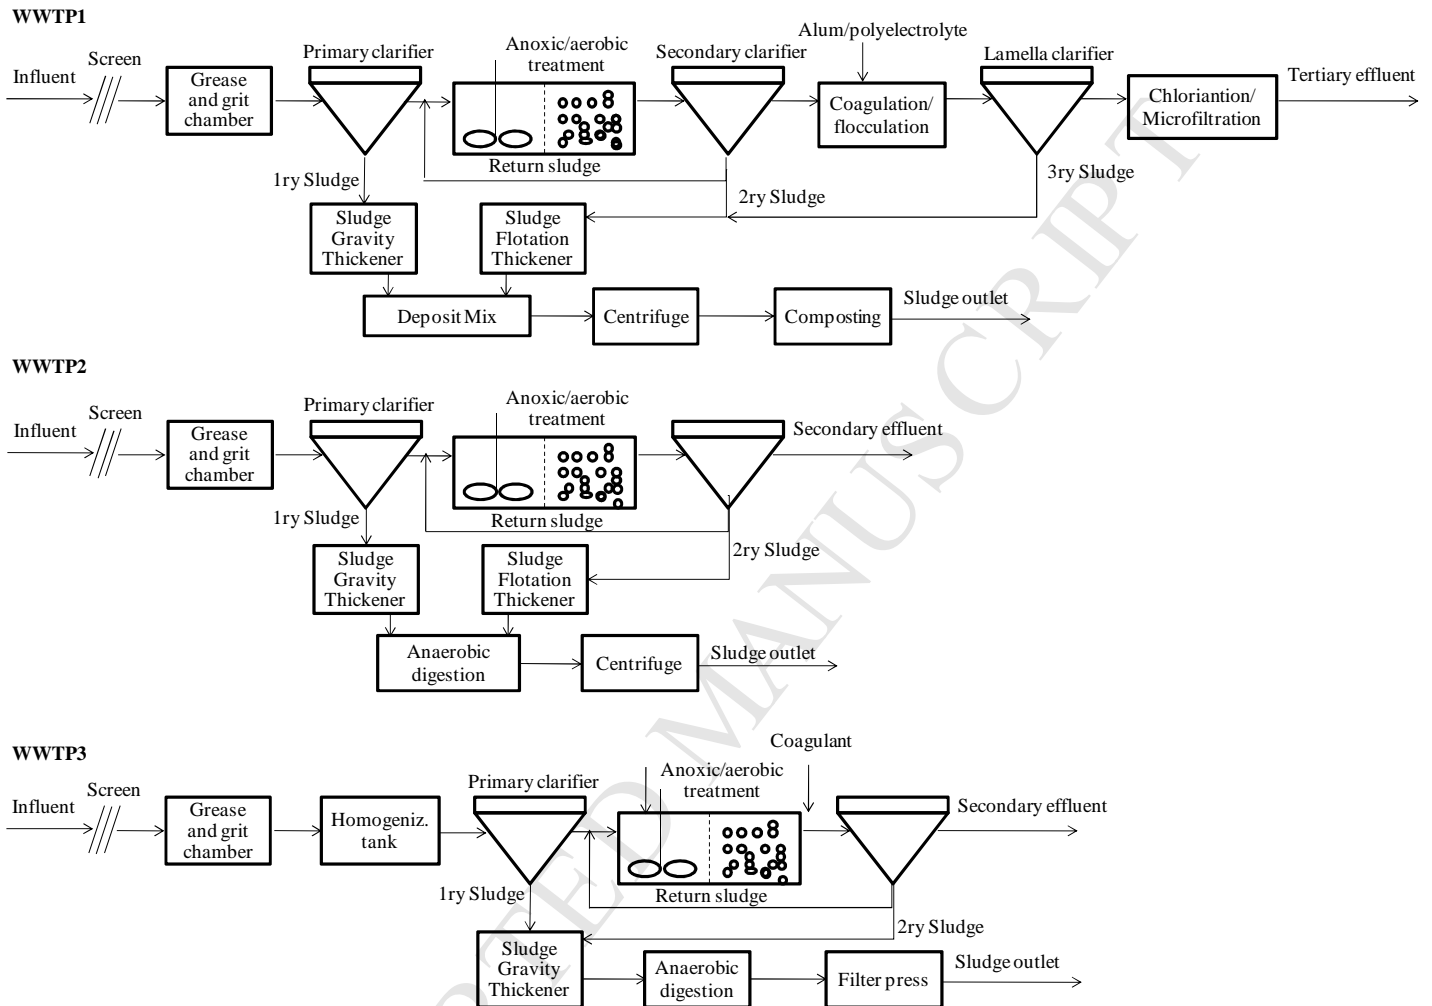 WWTP1
Influent
Screen
Grease
and grit
chamber
Primary clarifier
Anoxic/aerobic
treatment
Secondary clarifier
Alum/polyelectrolyte
Coagulation/
flocculation
Lamella clarifier
Chloriantion/
Microfiltration
Tertiary effluent
Return sludge
1ry Sludge
2ry Sludge
3ry Sludge
Sludge
Gravity
Thickener
Sludge
Flotation
Thickener
Deposit Mix
Centrifuge
Composting
Sludge outlet
WWTP2
Influent
Screen
Grease
and grit
chamber
Primary clarifier
Anoxic/aerobic
treatment
Secondary effluent
Return sludge
1ry Sludge
2ry Sludge
Sludge
Gravity
Thickener
Sludge
Flotation
Thickener
Anaerobic
digestion
Centrifuge
Sludge outlet
WWTP3
Influent
Screen
Grease
and grit
chamber
Homogeniz.
tank
Primary clarifier
Anoxic/aerobic
treatment
Coagulant
Secondary effluent
Return sludge
1ry Sludge
2ry Sludge
Sludge
Gravity
Thickener
Anaerobic
digestion
Filter press
Sludge outlet
PTED MANUSCRIPT